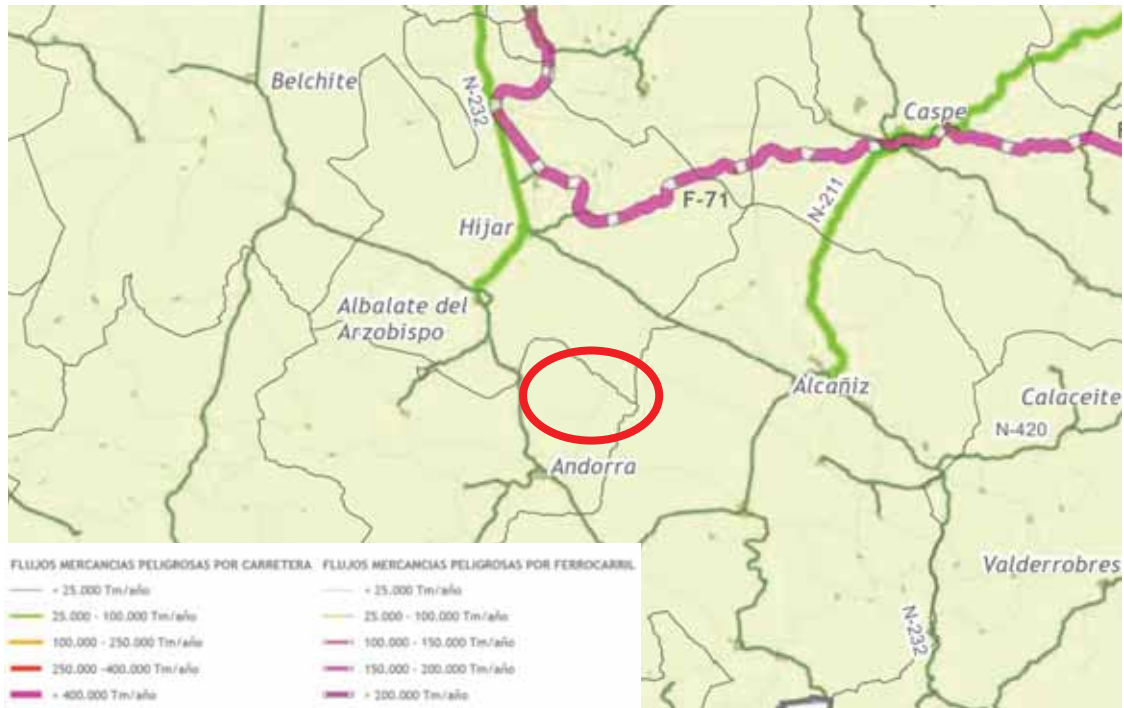 Belchite
N-232
Caspe
F
F-71
N-211
Híjar
Albalate del
Arzobispo
Alcañiz
Calaceite
N-420
Andorra
Valderrobres
N-232
FLUJOS MERCANCIAS PELIGROSAS POR CARRETERA
< 25.000 Tm/año
25.000 - 100.000 Tm/año
100.000 - 250.000 Tm/año
250.000 -400.000 Tm/año
> 400.000 Tm/año
FLUJOS MERCANCIAS PELIGROSAS POR FERROCARRIL
< 25.000 Tm/año
25.000 - 100.000 Tm/año
100.000 - 150.000 Tm/año
150.000 - 200.000 Tm/año
> 200.000 Tm/año